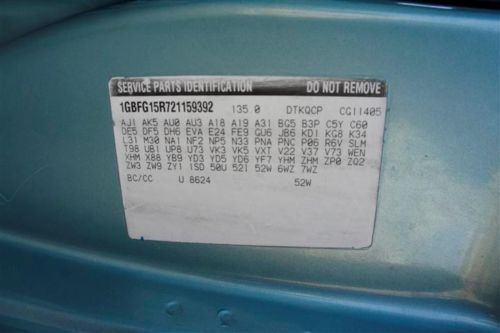 SERVICE PARTS IDENTIFICATION DO NOT REMOVE
1GBFG15R721159392 135.0 DTKQCP CG11405
AJ1 AK5 AU0 AU3 A18 A19 A31 BG5 B3P C5Y C60
DE5 DF5 DH6 EVA E24 FE9 GU6 JB6 KD1 KG8 K34
L31 M30 NA1 NF2 NP5 N33 PNA PNC P06 R6V SLM
T98 UB1 UP8 U73 VK3 VK5 VXT V22 V37 V73 WEN
XHM X88 YB9 YD3 YD5 YD6 YF7 YHM ZHM ZP0 ZQ2
ZW3 ZW9 ZY1 1SD 50U 52I 52W 6WZ 7WZ
BC/CC U 8624 52W